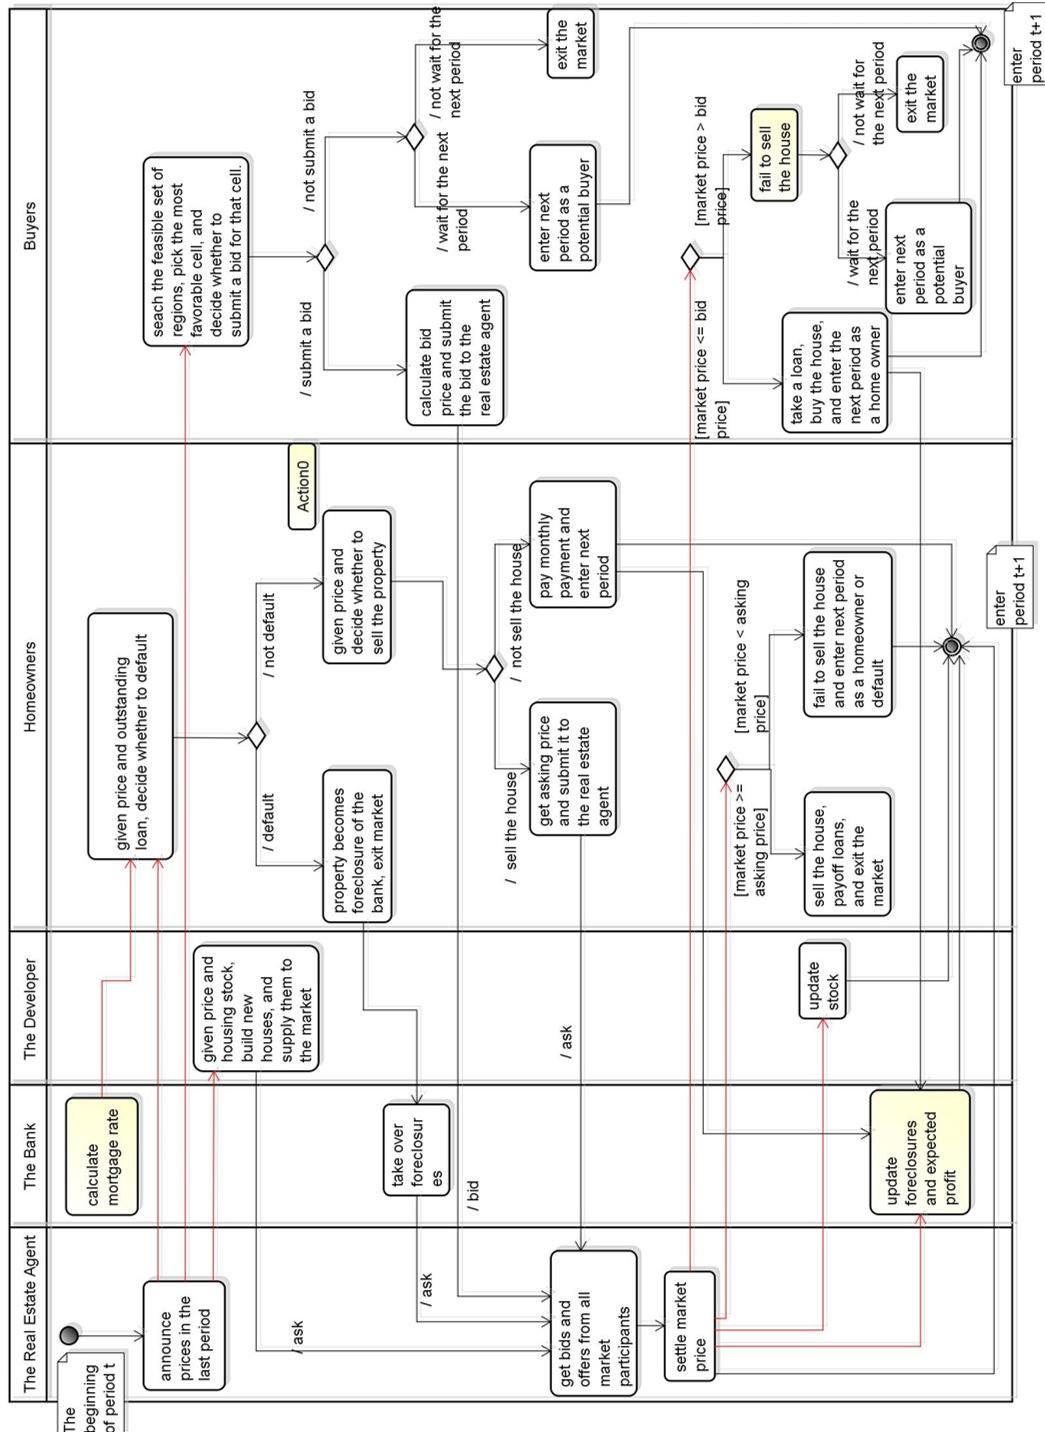 The Real Estate Agent
The Bank
The Developer
Homeowners
Buyers
The
beginning
of period t
announce
prices in the
last period
calculate
mortgage rate
given price and
housing stock,
build new
houses, and
supply them to
the market
given price and outstanding
loan, decide whether to default
seach the feasible set of
regions, pick the most
favorable cell, and
decide whether to
submit a bid for that cell.
/ default
/ not default
Action0
/ submit a bid
/ not submit a bid
property becomes
foreclosure of the
bank, exit market
given price and
decide whether to
sell the property
/ ask
take over
foreclosur
es
/ ask
/ bid
calculate bid
price and submit
the bid to the
real estate agent
/ wait for the next
period
/ not wait for the
next period
enter next
period as a
potential buyer
exit the
market
/ sell the house
/ not sell the house
get asking price
and submit it to
the real estate
agent
pay monthly
payment and
enter next
period
/ ask
get bids and
offers from all
market
participants
settle market
price
[market price <= bid
price]
[market price > bid
price]
[market price >=
asking price]
[market price < asking
price]
sell the house,
payoff loans,
and exit the
market
fail to sell the house
and enter next period
as a homeowner or
default
update
stock
take a loan,
buy the house,
and enter the
next period as
a home owner
fail to sell
the house
/ wait for the
next period
/ not wait for
the next period
enter next
period as a
potential
buyer
exit the
market
update
foreclosures
and expected
profit
enter
period t+1
enter
period t+1